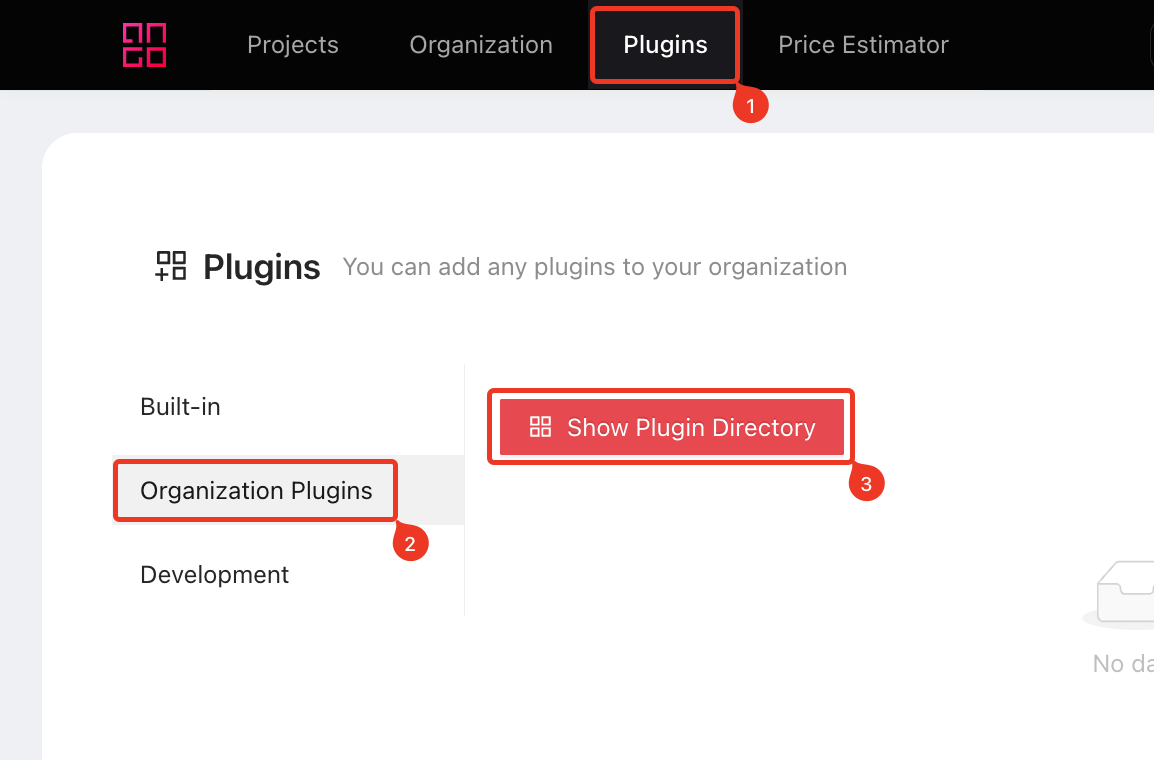 Projects Organization Plugins Price Estimator
1
Plugins You can add any plugins to your organization
Built-in
Show Plugin Directory
Organization Plugins
3
2
Development
No da